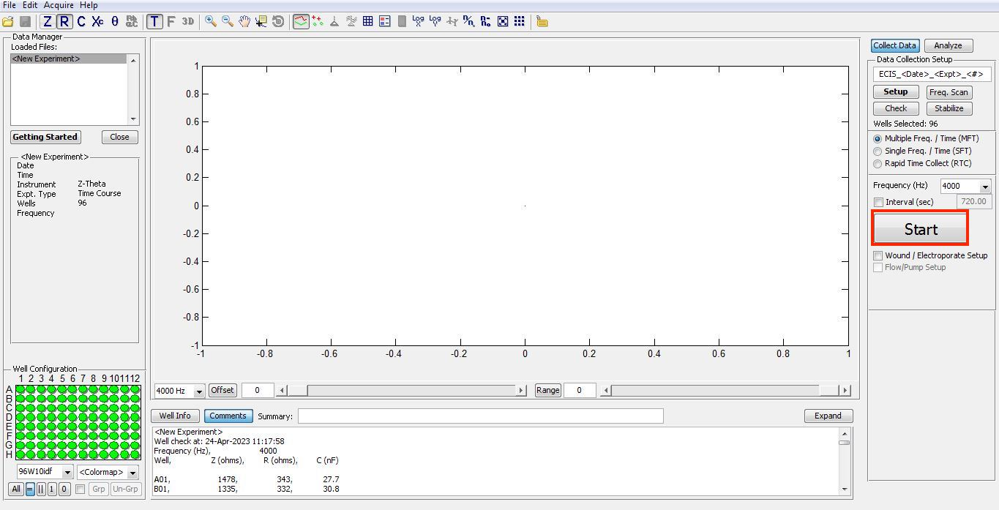 File Edit Acquire Help
Z R C Xc θ Rb α C T F 3D Log x Log y
Data Manager
Loaded Files:
<New Experiment>
Getting Started Close
<New Experiment>
Date
Time
Instrument Z-Theta
Expt. Type Time Course
Wells 96
Frequency
Well Configuration
1 2 3 4 5 6 7 8 9 10 11 12
A
B
C
D
E
F
G
H
96W10idf <Colormap>
All = || 1 0 Grp Un-Grp
1
0.8
0.6
0.4
0.2
0
-0.2
-0.4
-0.6
-0.8
-1
-1 -0.8 -0.6 -0.4 -0.2 0 0.2 0.4 0.6 0.8 1
4000 Hz Offset 0 Range 0
Well Info Comments Summary: Expand
<New Experiment>
Well check at: 24-Apr-2023 11:17:58
Frequency (Hz), 4000
Well, Z (ohms), R (ohms), C (nF)
A01, 1478, 343, 27.7
B01, 1335, 332, 30.8
Collect Data Analyze
Data Collection Setup
ECIS_<Date>_<Expt>_<#>
Setup Freq. Scan
Check Stabilize
Wells Selected: 96
Multiple Freq. / Time (MFT)
Single Freq. / Time (SFT)
Rapid Time Collect (RTC)
Frequency (Hz) 4000
Interval (sec) 720.00
Start
Wound / Electroporate Setup
Flow/Pump Setup